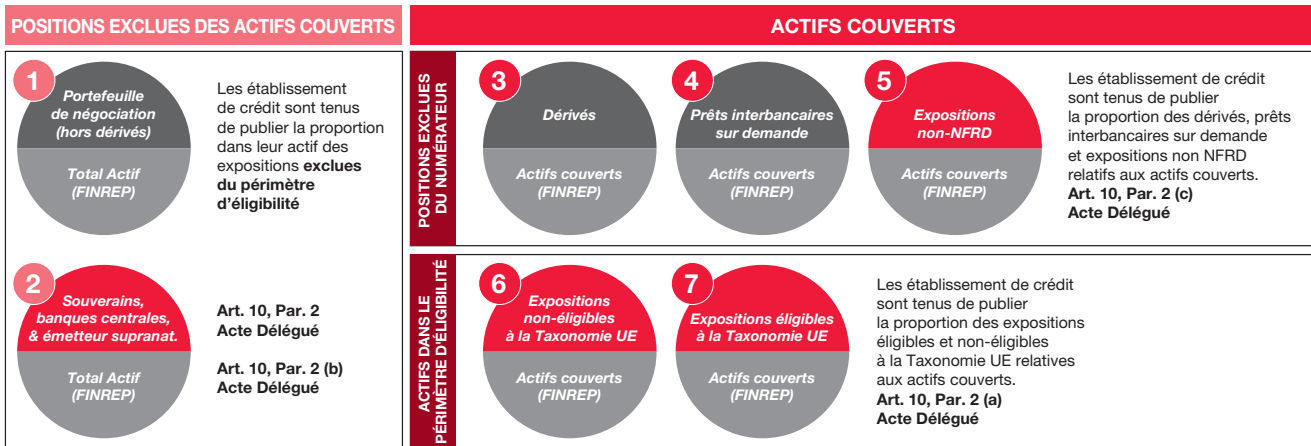 POSITIONS EXCLUES DES ACTIFS COUVERTS
1
Portefeuille
de négociation
(hors dérivés)
Total Actif
(FINREP)
Les établissement
de crédit sont tenus
de publier la proportion
dans leur actif des
expositions exclues
du périmètre
d'éligibilité
2
Souverains,
banques centrales,
& émetteur supranat.
Total Actif
(FINREP)
Art. 10, Par. 2
Acte Délégué
Art. 10, Par. 2 (b)
Acte Délégué
ACTIFS COUVERTS
POSITIONS EXCLUES
DU NUMÉRATEUR
3
Dérivés
Actifs couverts
(FINREP)
4
Prêts interbancaires
sur demande
Actifs couverts
(FINREP)
5
Expositions
non-NFRD
Actifs couverts
(FINREP)
Les établissement de crédit
sont tenus de publier
la proportion des dérivés, prêts
interbancaires sur demande
et expositions non NFRD
relatifs aux actifs couverts.
Art. 10, Par. 2 (c)
Acte Délégué
ACTIFS DANS LE
PÉRIMÈTRE D'ÉLIGIBILITÉ
6
Expositions
non-éligibles
à la Taxonomie UE
Actifs couverts
(FINREP)
7
Expositions éligibles
à la Taxonomie UE
Actifs couverts
(FINREP)
Les établissement de crédit
sont tenus de publier
la proportion des expositions
éligibles et non-éligibles
à la Taxonomie UE relatives
aux actifs couverts.
Art. 10, Par. 2 (a)
Acte Délégué